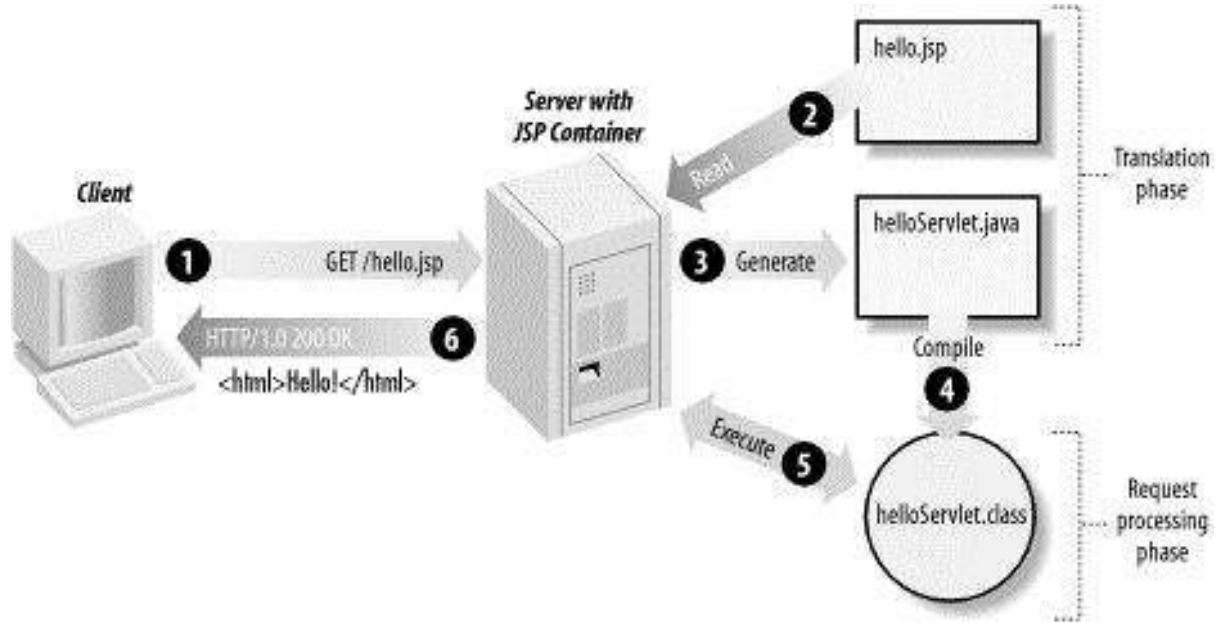 hello.jsp
Server with
JSP Container
2
Read
Translation
phase
Client
helloServlet.java
1
GET /hello.jsp
3
Generate
HTTP/1.0 200 OK
6
<html>Hello!</html>
Compile
4
Execute
5
helloServlet.class
Request
processing
phase